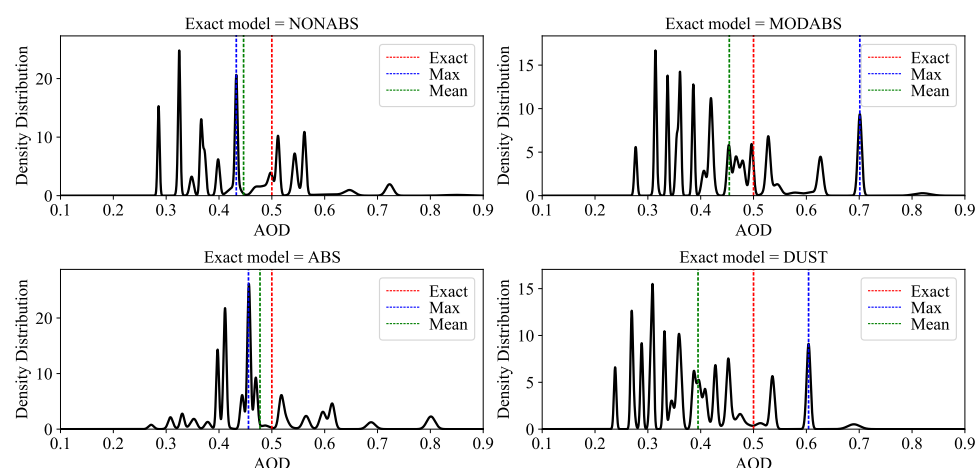 Exact model = NONABS
Density Distribution
20
10
0
Exact
Max
Mean
0.1 0.2 0.3 0.4 0.5 0.6 0.7 0.8 0.9
AOD
Exact model = MODABS
Density Distribution
15
10
5
0
Exact
Max
Mean
0.1 0.2 0.3 0.4 0.5 0.6 0.7 0.8 0.9
AOD
Exact model = ABS
Density Distribution
20
10
0
Exact
Max
Mean
0.1 0.2 0.3 0.4 0.5 0.6 0.7 0.8 0.9
AOD
Exact model = DUST
Density Distribution
15
10
5
0
Exact
Max
Mean
0.1 0.2 0.3 0.4 0.5 0.6 0.7 0.8 0.9
AOD